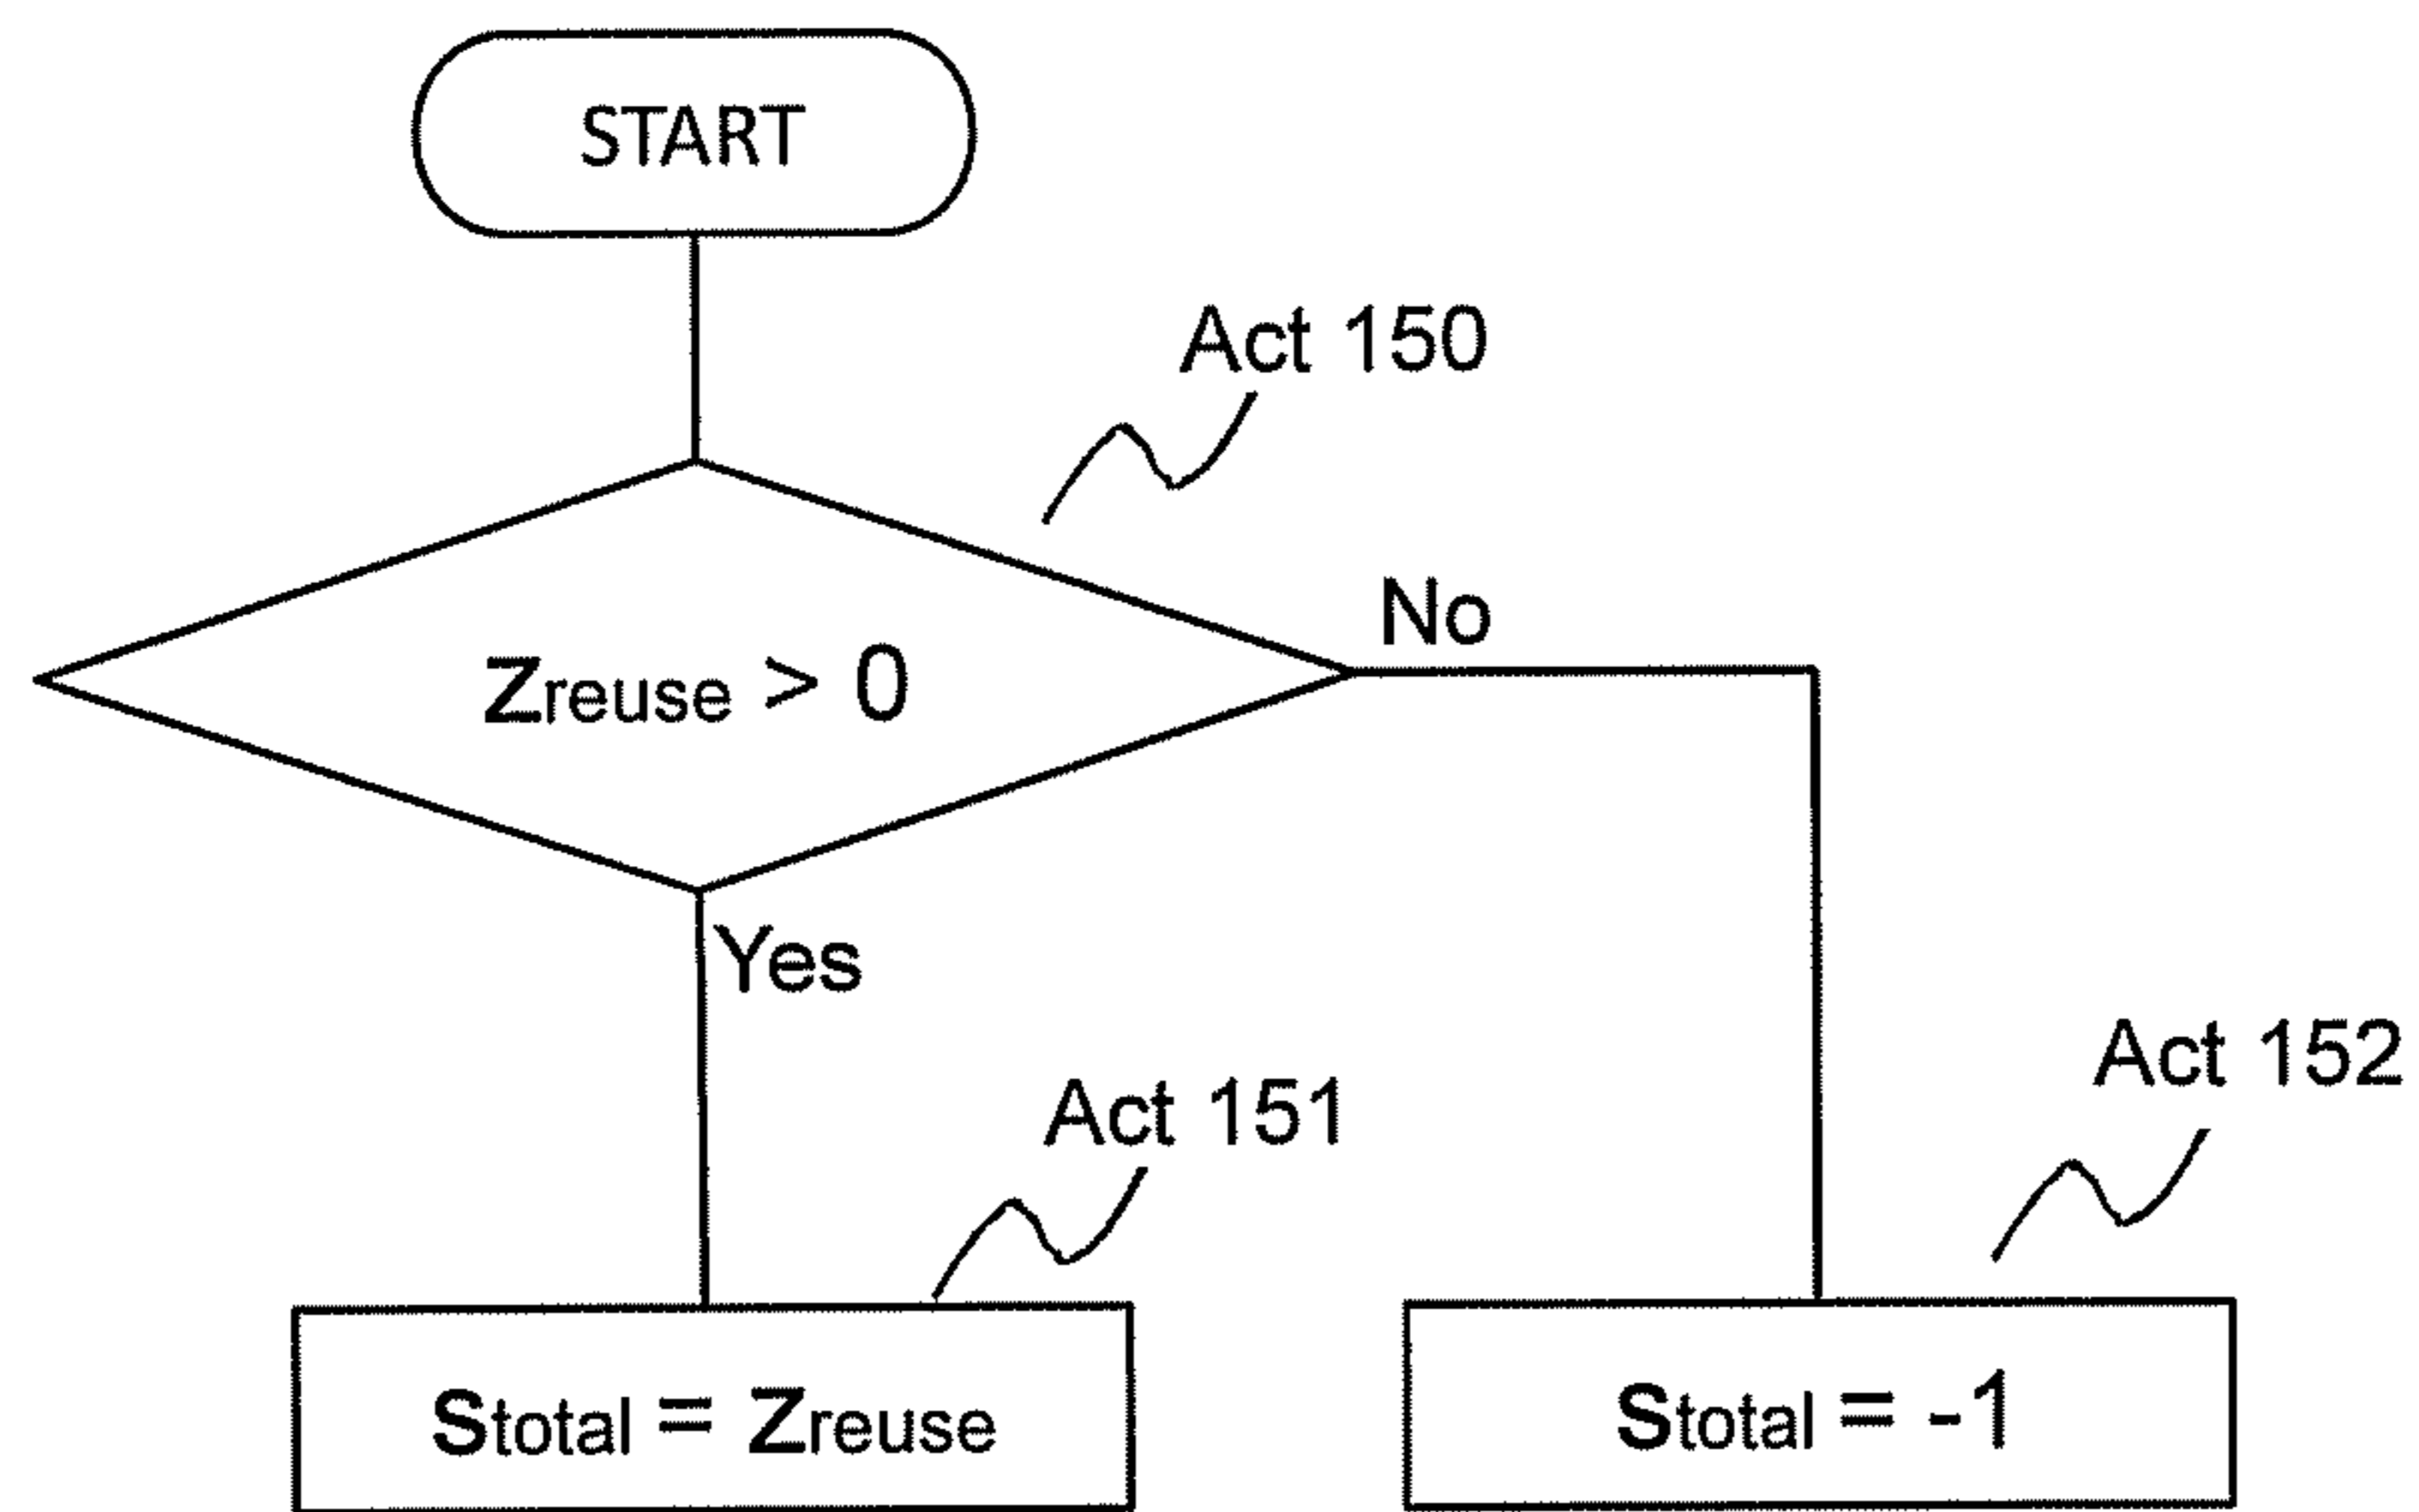 START
Act 150
No
Zreuse > 0
Yes
Act 152
Act 151
Stotal = Zreuse
Stotal = -1